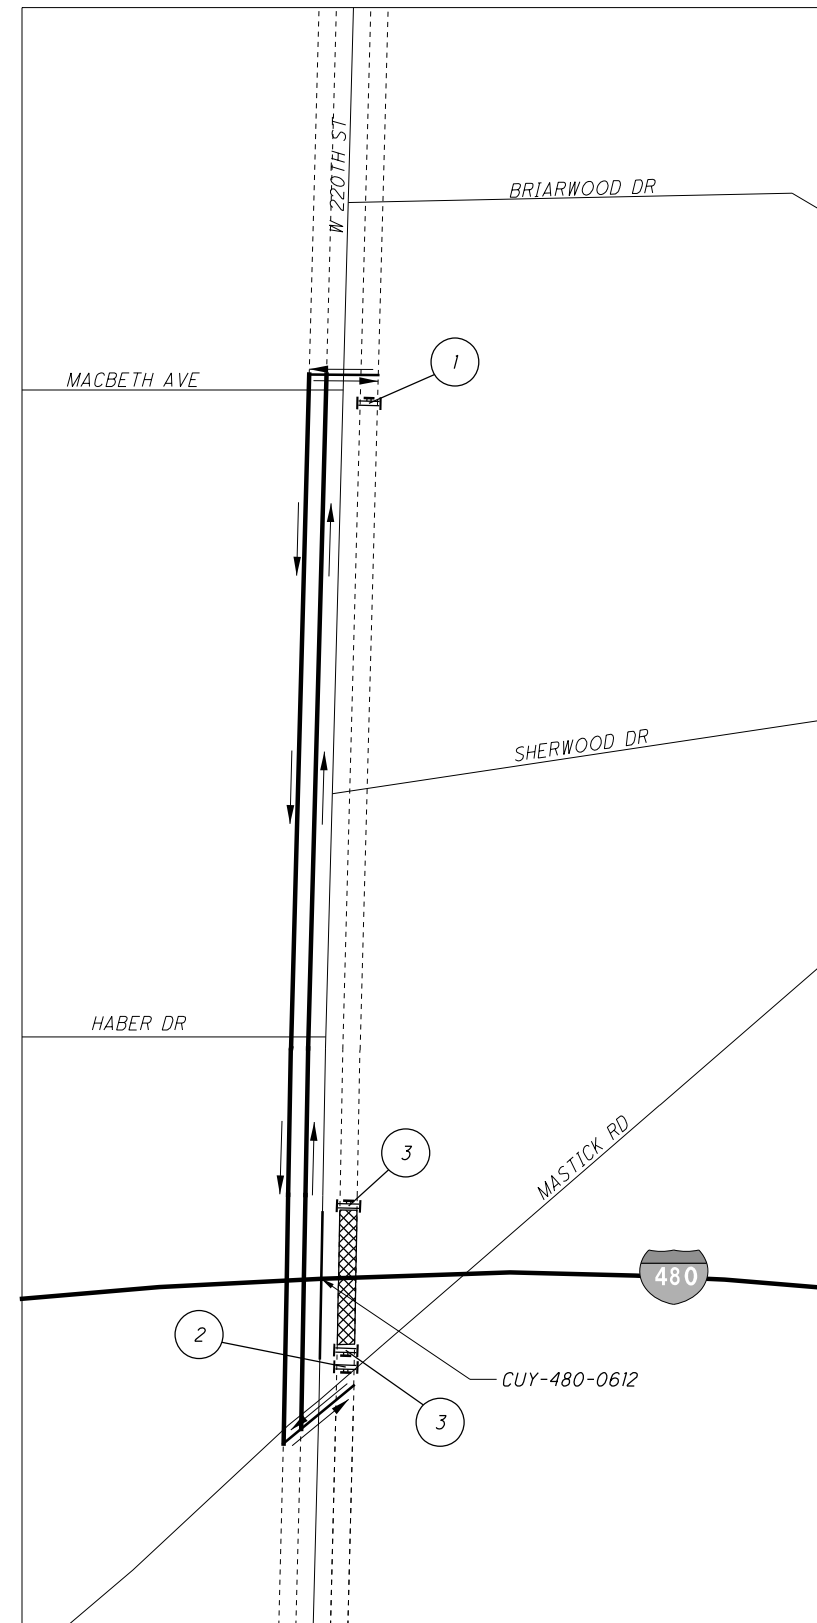 W 220TH ST
BRIARWOOD DR
1
MACBETH AVE
SHERWOOD DR
HABER DR
MASTICK RD
3
480
2
CUY-480-0612
3